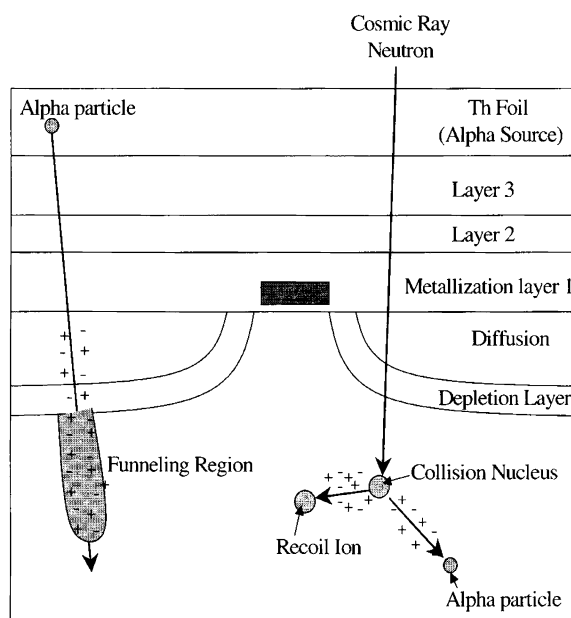 Cosmic Ray
Neutron
Alpha particle
Th Foil
(Alpha Source)
Layer 3
Layer 2
Metallization layer 1
Diffusion
Depletion Layer
Funneling Region
Collision Nucleus
Recoil Ion
Alpha particle